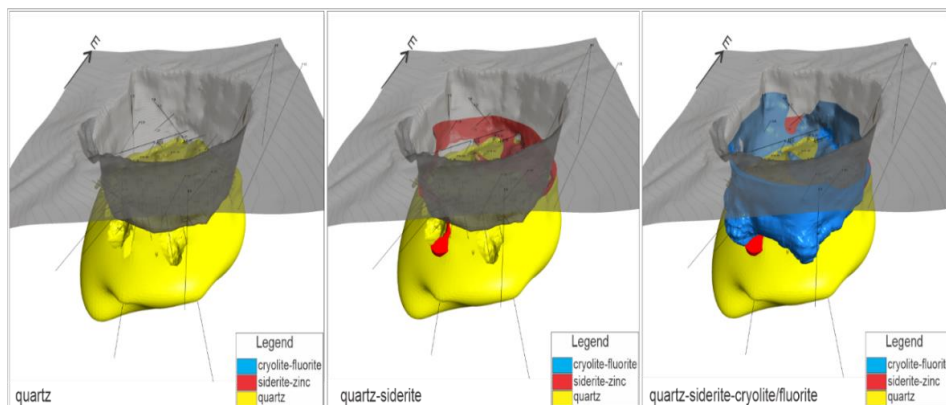 E
Legend
cryolite-fluorite
siderite-zinc
quartz
quartz
E
Legend
cryolite-fluorite
siderite-zinc
quartz
quartz-siderite
E
Legend
cryolite-fluorite
siderite-zinc
quartz
quartz-siderite-cryolite/fluorite